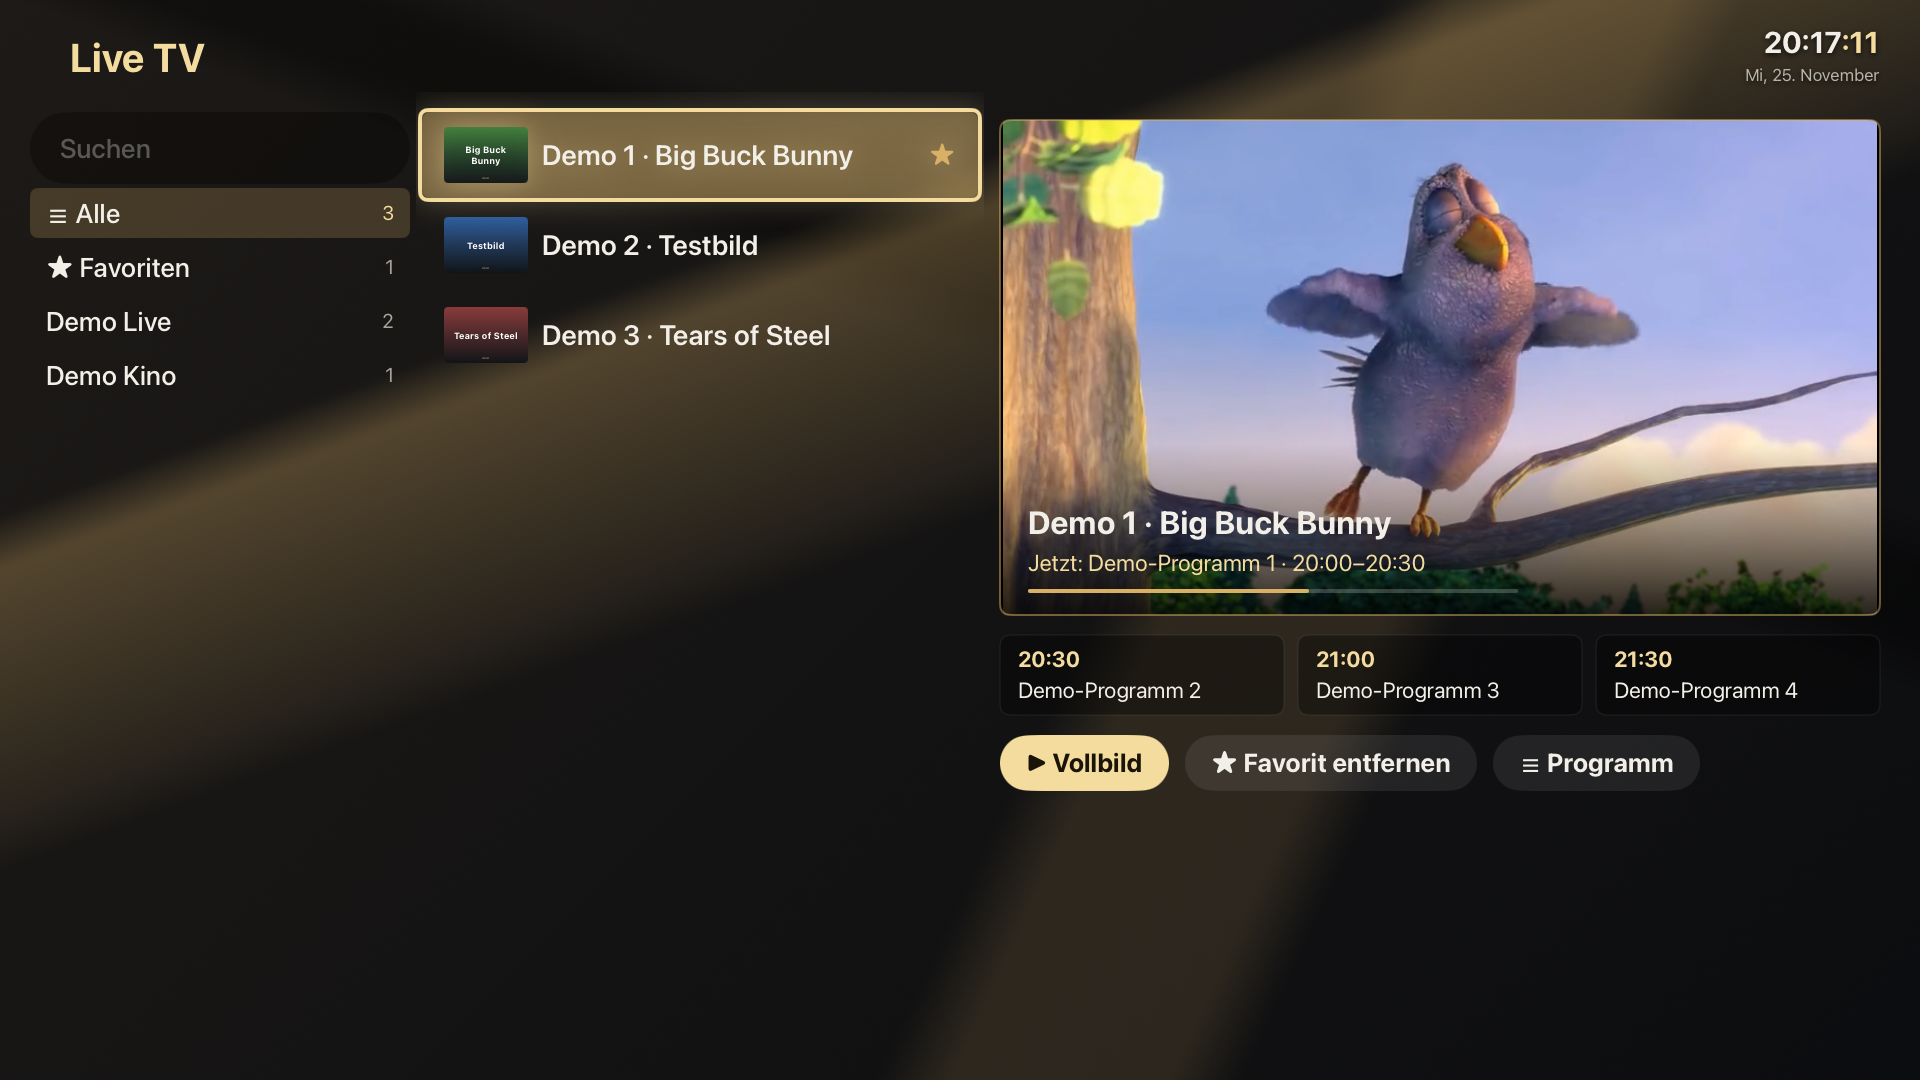 Live TV
20:17:11
Mi, 25. November
Suchen
Alle 3
Favoriten 1
Demo Live 2
Demo Kino 1
Big Buck
Bunny
Demo 1 · Big Buck Bunny
Testbild
Demo 2 · Testbild
Tears of Steel
Demo 3 · Tears of Steel
Demo 1 · Big Buck Bunny
Jetzt: Demo-Programm 1 · 20:00–20:30
20:30
Demo-Programm 2
21:00
Demo-Programm 3
21:30
Demo-Programm 4
Vollbild
Favorit entfernen
Programm